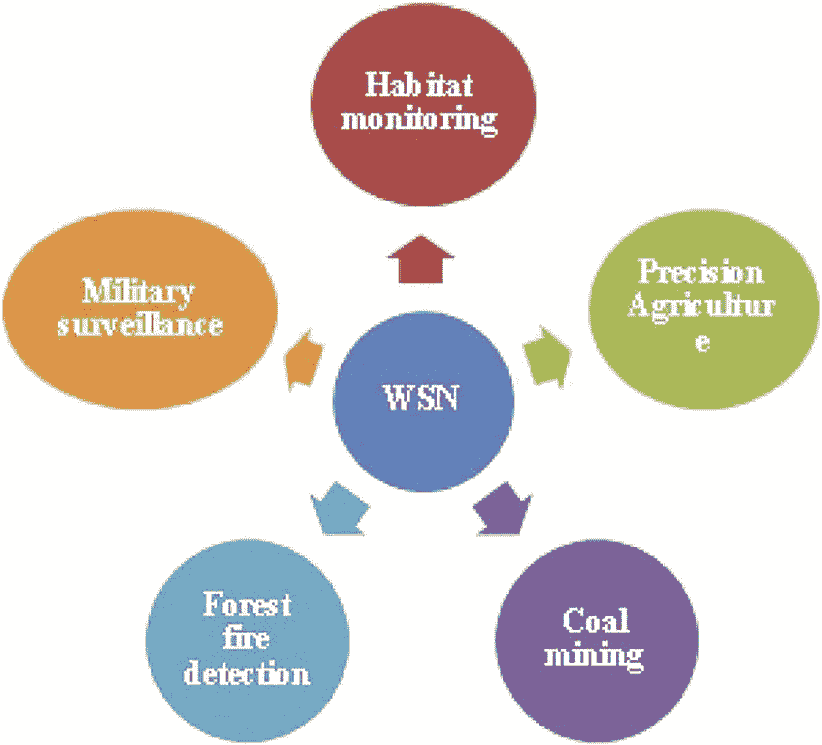 Habitat
monitoring
Military
surveillance
Precision
Agricultur
e
WSN
Forest
fire
detection
Coal
mining